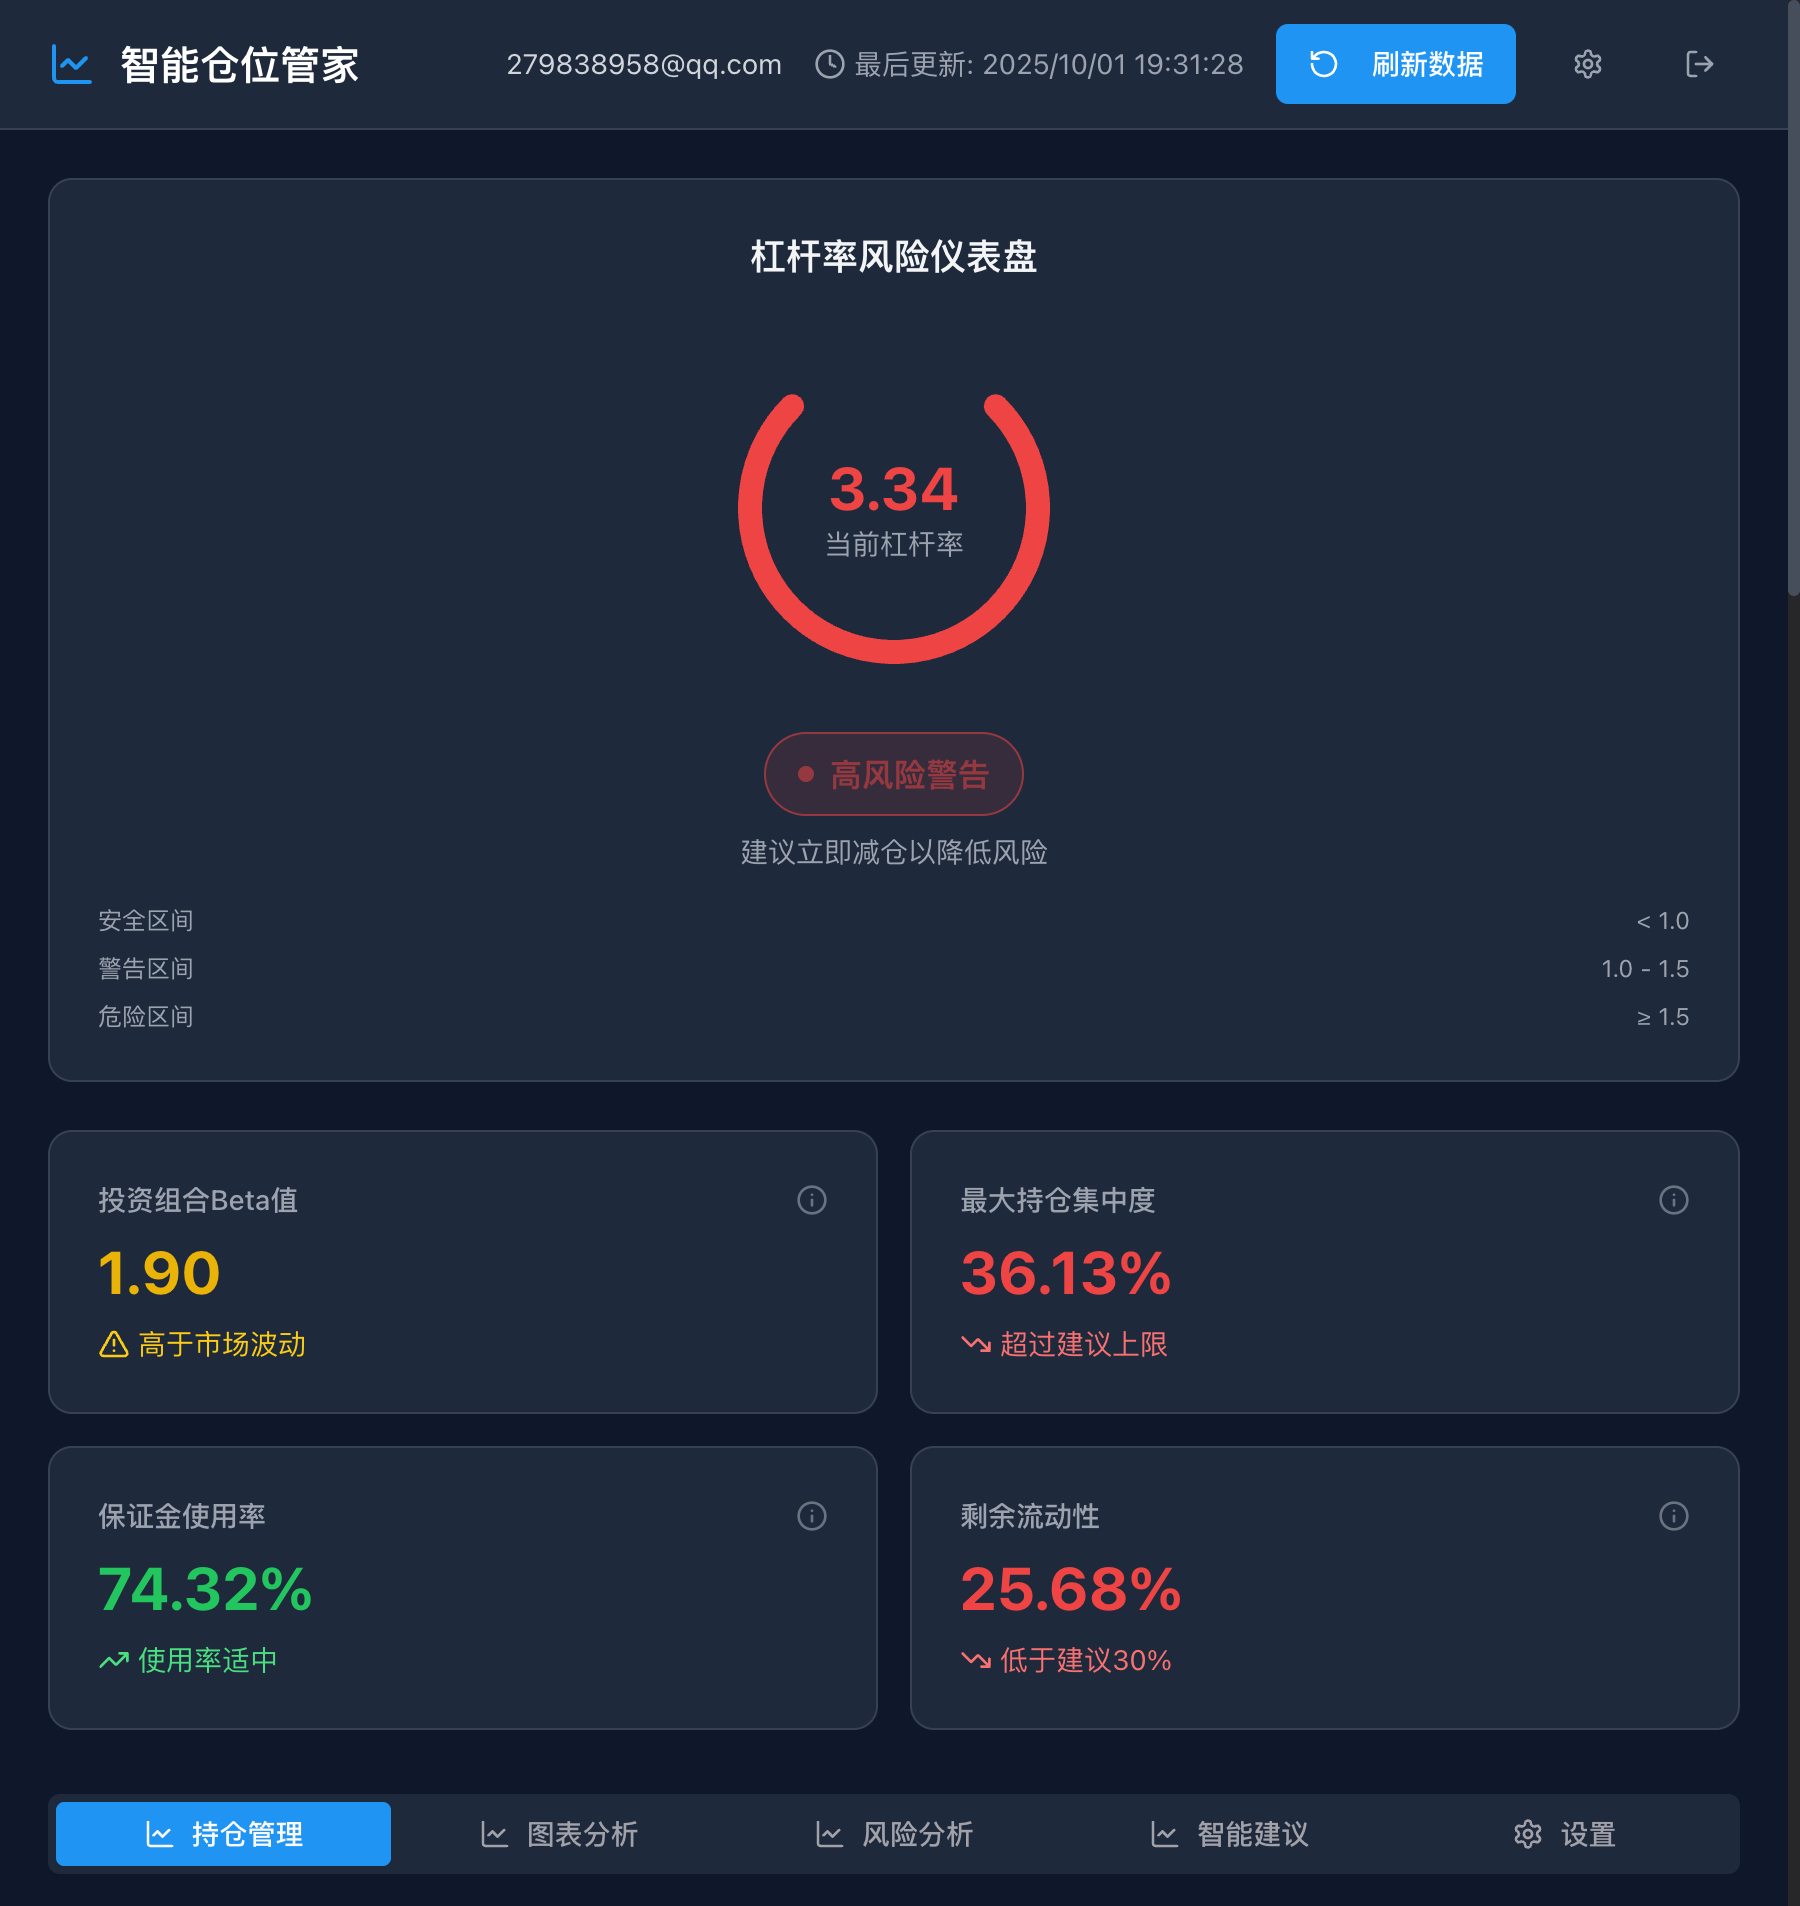 智能仓位管家
279838958@qq.com
最后更新: 2025/10/01 19:31:28
刷新数据
杠杆率风险仪表盘
3.34
当前杠杆率
高风险警告
建议立即减仓以降低风险
安全区间 < 1.0
警告区间 1.0 - 1.5
危险区间 ≥ 1.5
投资组合Beta值
1.90
高于市场波动
最大持仓集中度
36.13%
超过建议上限
保证金使用率
74.32%
使用率适中
剩余流动性
25.68%
低于建议30%
持仓管理 图表分析 风险分析 智能建议 设置